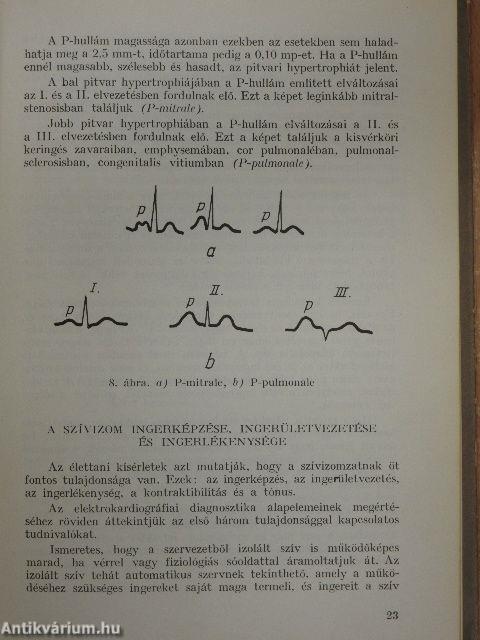 A P-hullám magassága azonban ezekben az esetekben sem halad-
hatja meg a 2,5 mm-t, időtartama pedig a 0,10 mp-et. Ha a P-hullám
ennél magasabb, szélesebb és hasadt, az pitvari hypertrophiát jelent.
A bal pitvar hypertrophiájában a P-hullám említett elváltozásai
az I. és a II. elvezetésben fordulnak elő. Ezt a képet leginkább mitral-
stenosisban találjuk (P-mitrale).
Jobb pitvar hypertrophiában a P-hullám elváltozásai a II. és
a III. elvezetésben fordulnak elő. Ezt a képet találjuk a kisvérköri
keringés zavaraiban, emphysemában, cor pulmonaléban, pulmonal-
sclerosisban, congenitalis vitiumban (P-pulmonale).
p p p
a
I. II. III.
p p p
b
8. ábra. a) P-mitrale, b) P-pulmonale
A SZÍVIZOM INGERKÉPZÉSE, INGERÜLETVEZETÉSE
ÉS INGERLÉKENYSÉGE
Az élettani kísérletek azt mutatják, hogy a szívizomzatnak öt
fontos tulajdonsága van. Ezek: az ingerképzés, az ingerületvezetés,
az ingerlékenység, a kontraktibilitás és a tónus.
Az elektrokardiográfiai diagnosztika alapelemeinek megérté-
séhez röviden áttekintjük az első három tulajdonsággal kapcsolatos
tudnivalókat.
Ismeretes, hogy a szervezetből izolált szív is működőképes
marad, ha vérrel vagy fiziológiás sóoldattal áramoltatjuk át. Az
izolált szív tehát automatikus szervnek tekinthető, amely a műkö-
déséhez szükséges ingereket saját maga termeli, és ingereit a szív
23
Antikvárium.hu